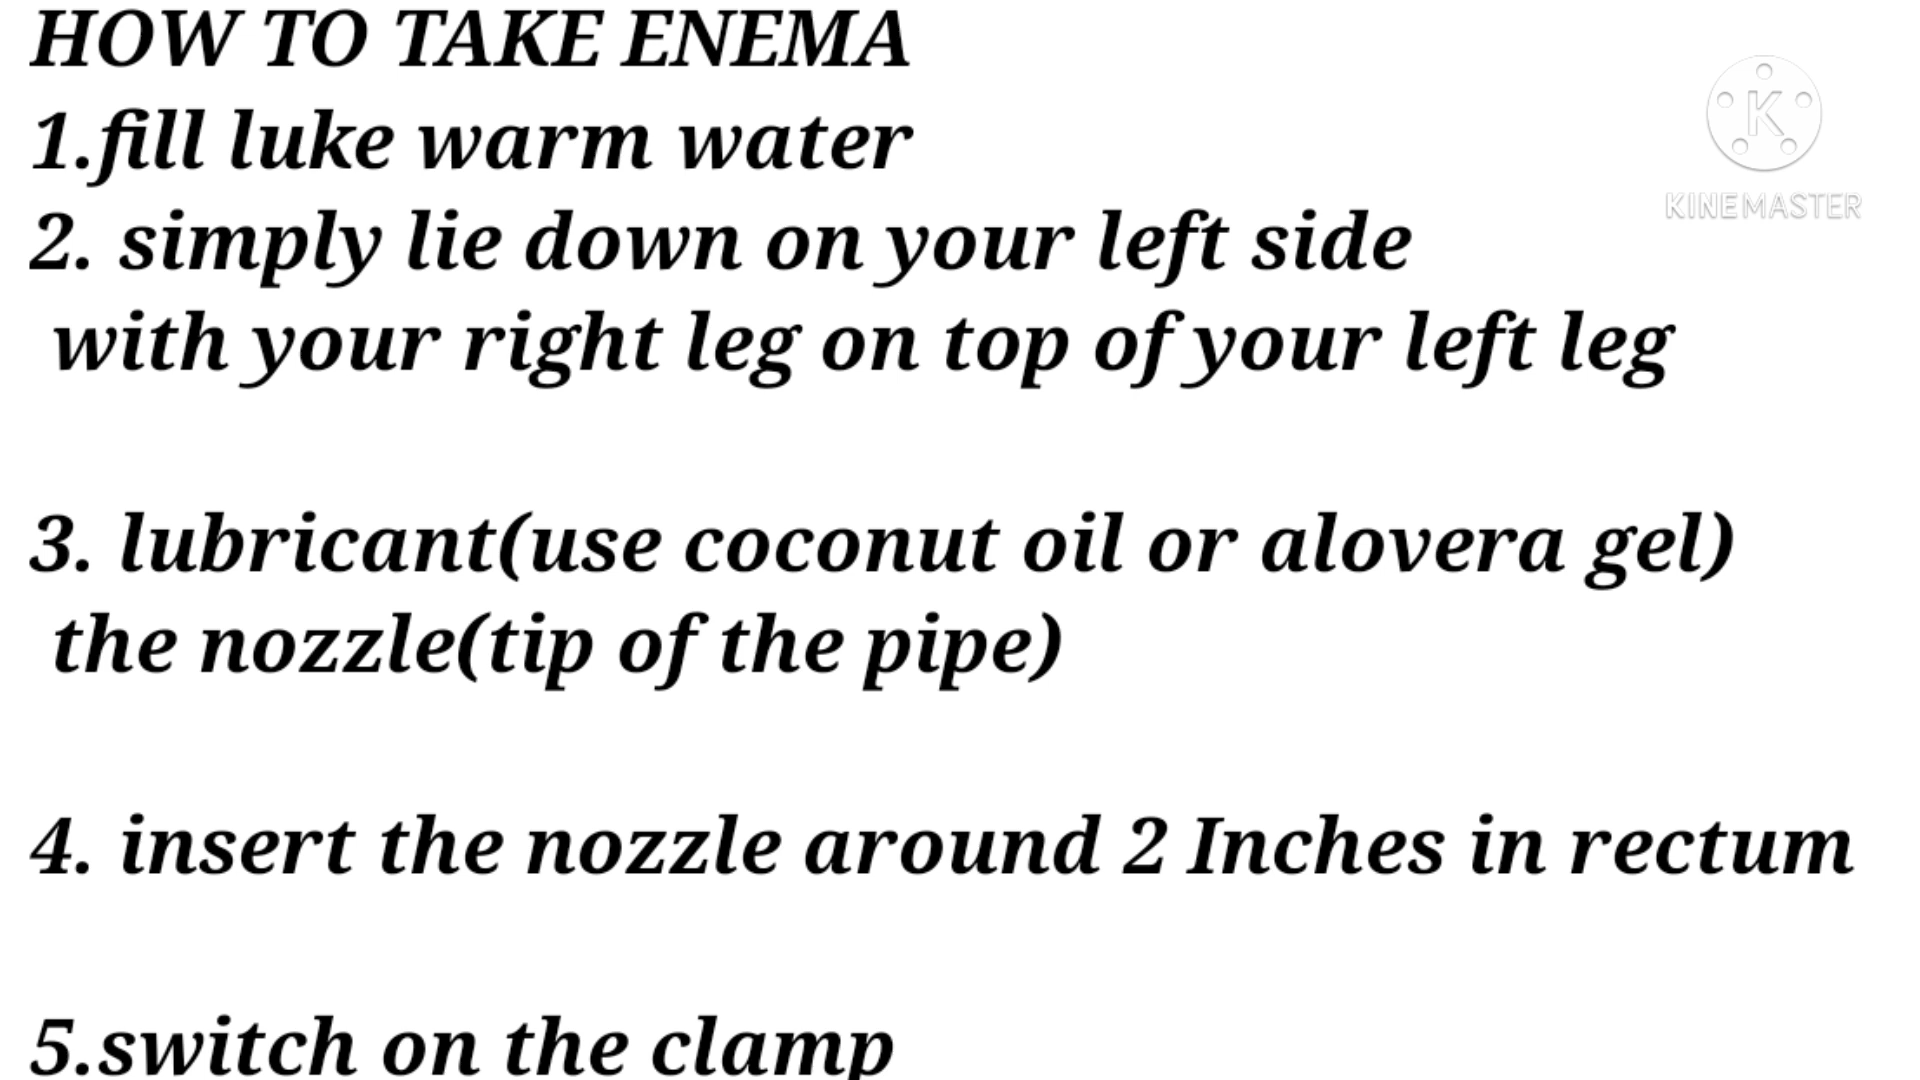 HOW TO TAKE ENEMA
1.fill luke warm water
2. simply lie down on your left side
with your right leg on top of your left leg
3. lubricant(use coconut oil or alovera gel)
the nozzle(tip of the pipe)
4. insert the nozzle around 2 Inches in rectum
5.switch on the clamp
K
KINEMASTER